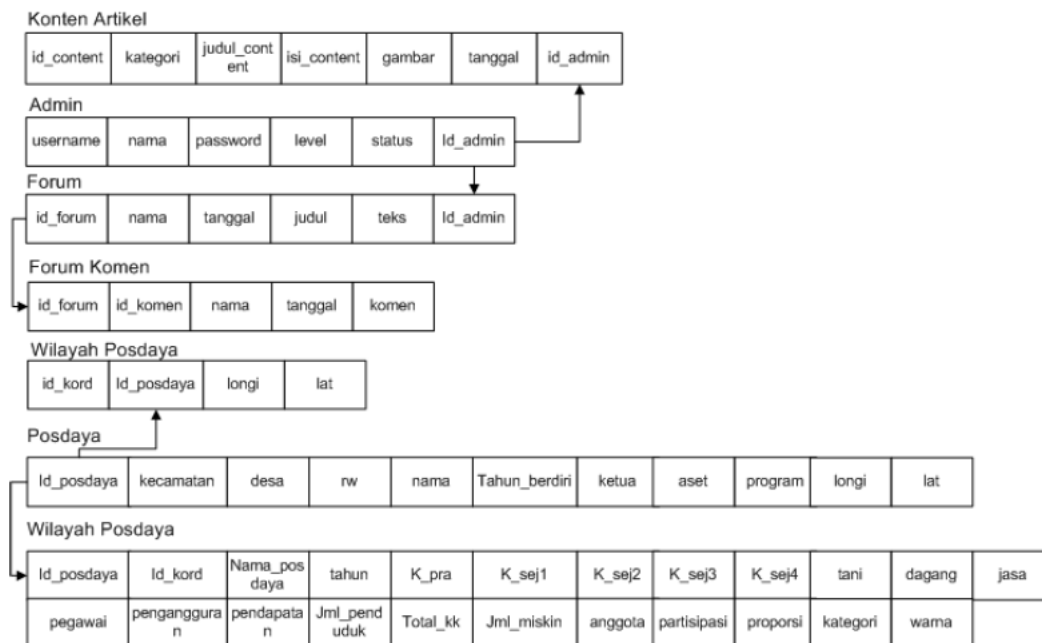 Konten Artikel
id_content kategori judul_cont ent isi_content gambar tanggal id_admin
Admin
username nama password level status Id_admin
Forum
id_forum nama tanggal judul teks Id_admin
Forum Komen
id_forum id_komen nama tanggal komen
Wilayah Posdaya
id_kord Id_posdaya longi lat
Posdaya
Id_posdaya kecamatan desa rw nama Tahun_berdiri ketua aset program longi lat
Wilayah Posdaya
Id_posdaya Id_kord Nama_pos daya tahun K_pra K_sej1 K_sej2 K_sej3 K_sej4 tani dagang jasa
pegawai penganggura n pendapata n Jml_pend uduk Total_kk Jml_miskin anggota partisipasi proporsi kategori warna